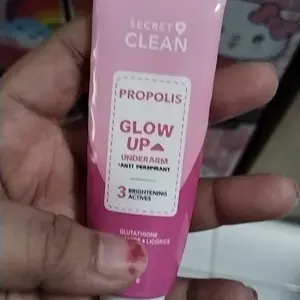 SECRET
CLEAN
PROPOLIS
GLOW
UP
UNDERARM
ANTI PERSPIRANT
3 BRIGHTENING
ACTIVES
GLUTATHIONE
& LICORICE